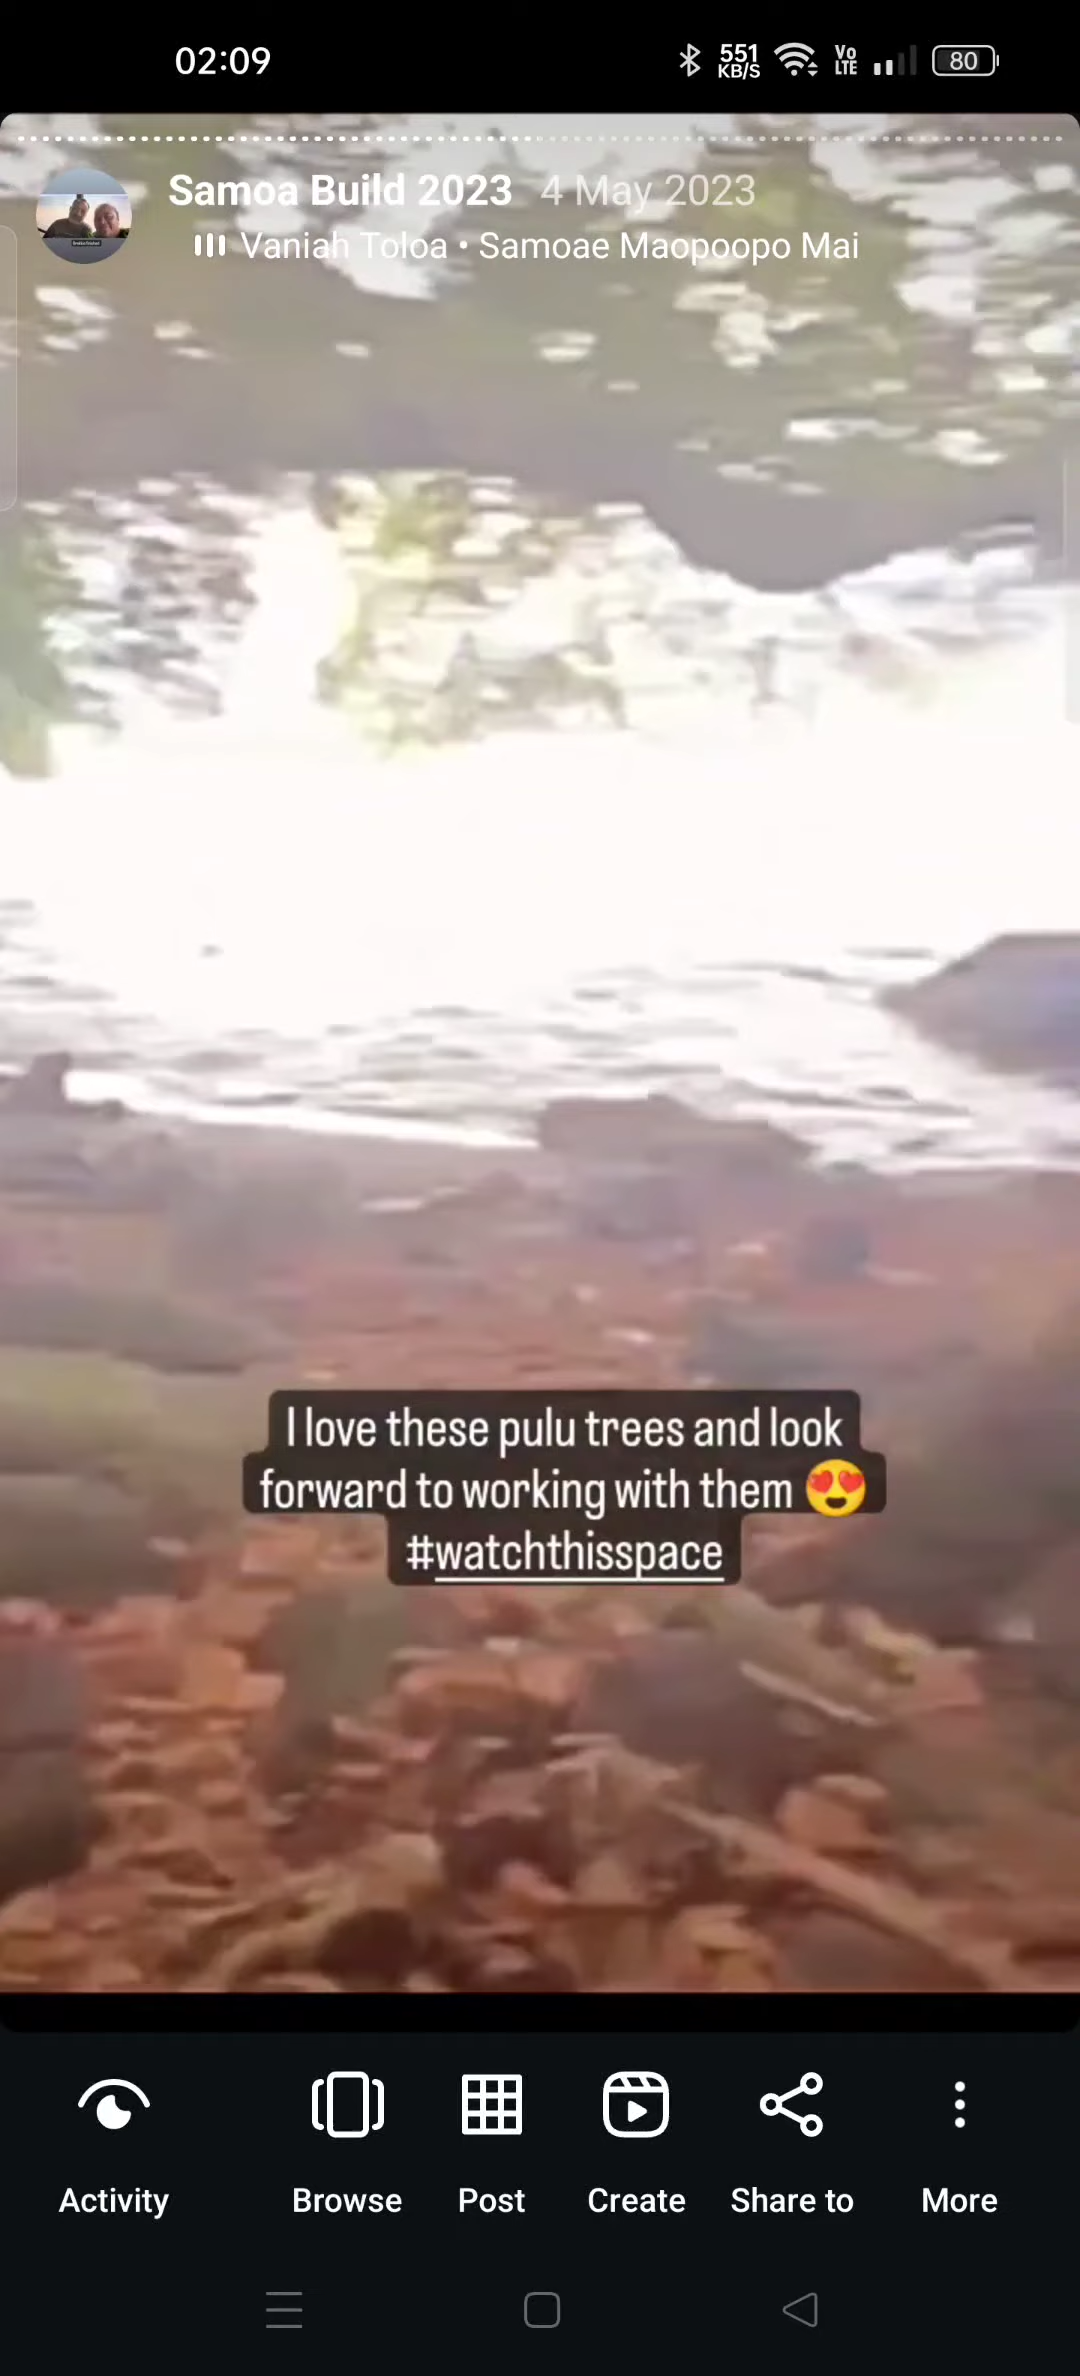 02:09
551
KB/S
Vo
LTE
80
Samoa Build 2023 4 May 2023
Vaniah Toloa • Samoae Maopoopo Mai
I love these pulu trees and look
forward to working with them 😍
#watchthisspace
Activity
Browse
Post
Create
Share to
More